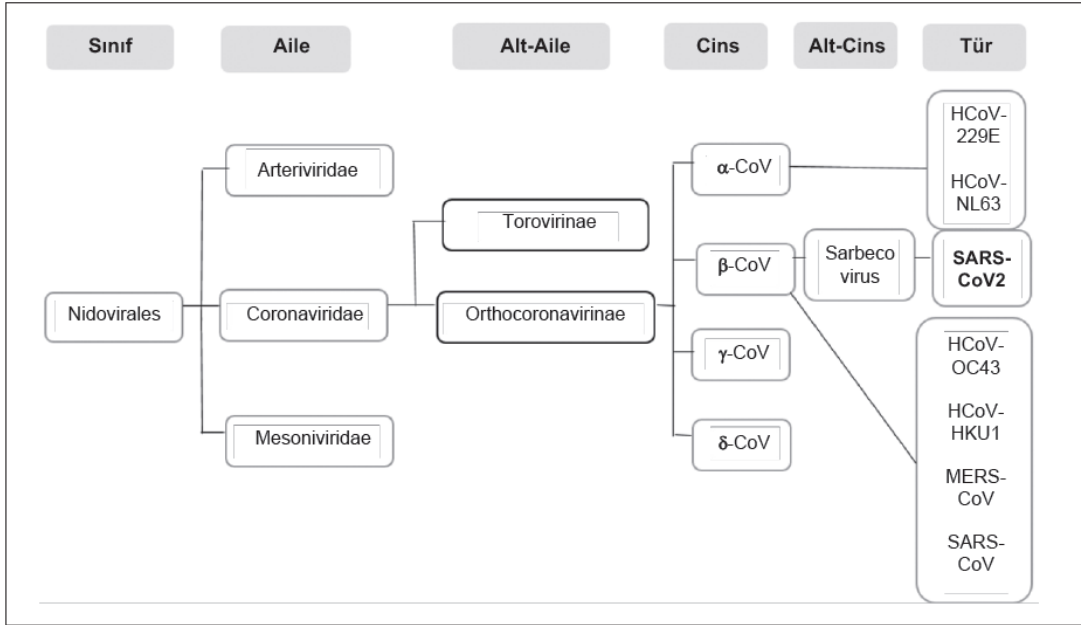 Sınıf
Aile
Alt-Aile
Cins
Alt-Cins
Tür
Nidovirales
Arteriviridae
Coronaviridae
Mesoniviridae
Torovirinae
Orthocoronavirinae
α-CoV
β-CoV
γ-CoV
δ-CoV
Sarbeco
virus
HCoV-
229E
HCoV-
NL63
SARS-
CoV2
HCoV-
OC43
HCoV-
HKU1
MERS-
CoV
SARS-
CoV